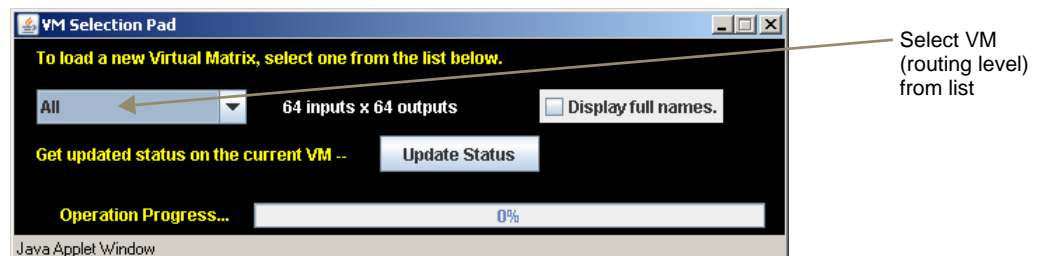 VM Selection Pad
To load a new Virtual Matrix, select one from the list below.
All
64 inputs x 64 outputs
Display full names.
Get updated status on the current VM --
Update Status
Operation Progress...
0%
Java Applet Window
Select VM
(routing level)
from list